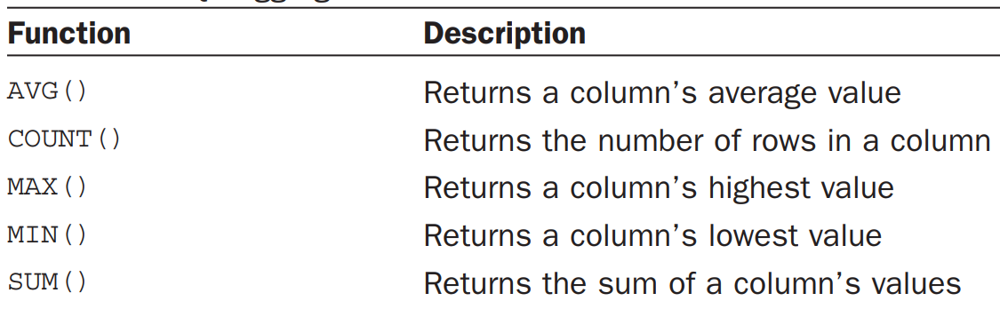 Function Description
AVG() Returns a column's average value
COUNT() Returns the number of rows in a column
MAX() Returns a column's highest value
MIN() Returns a column's lowest value
SUM() Returns the sum of a column's values